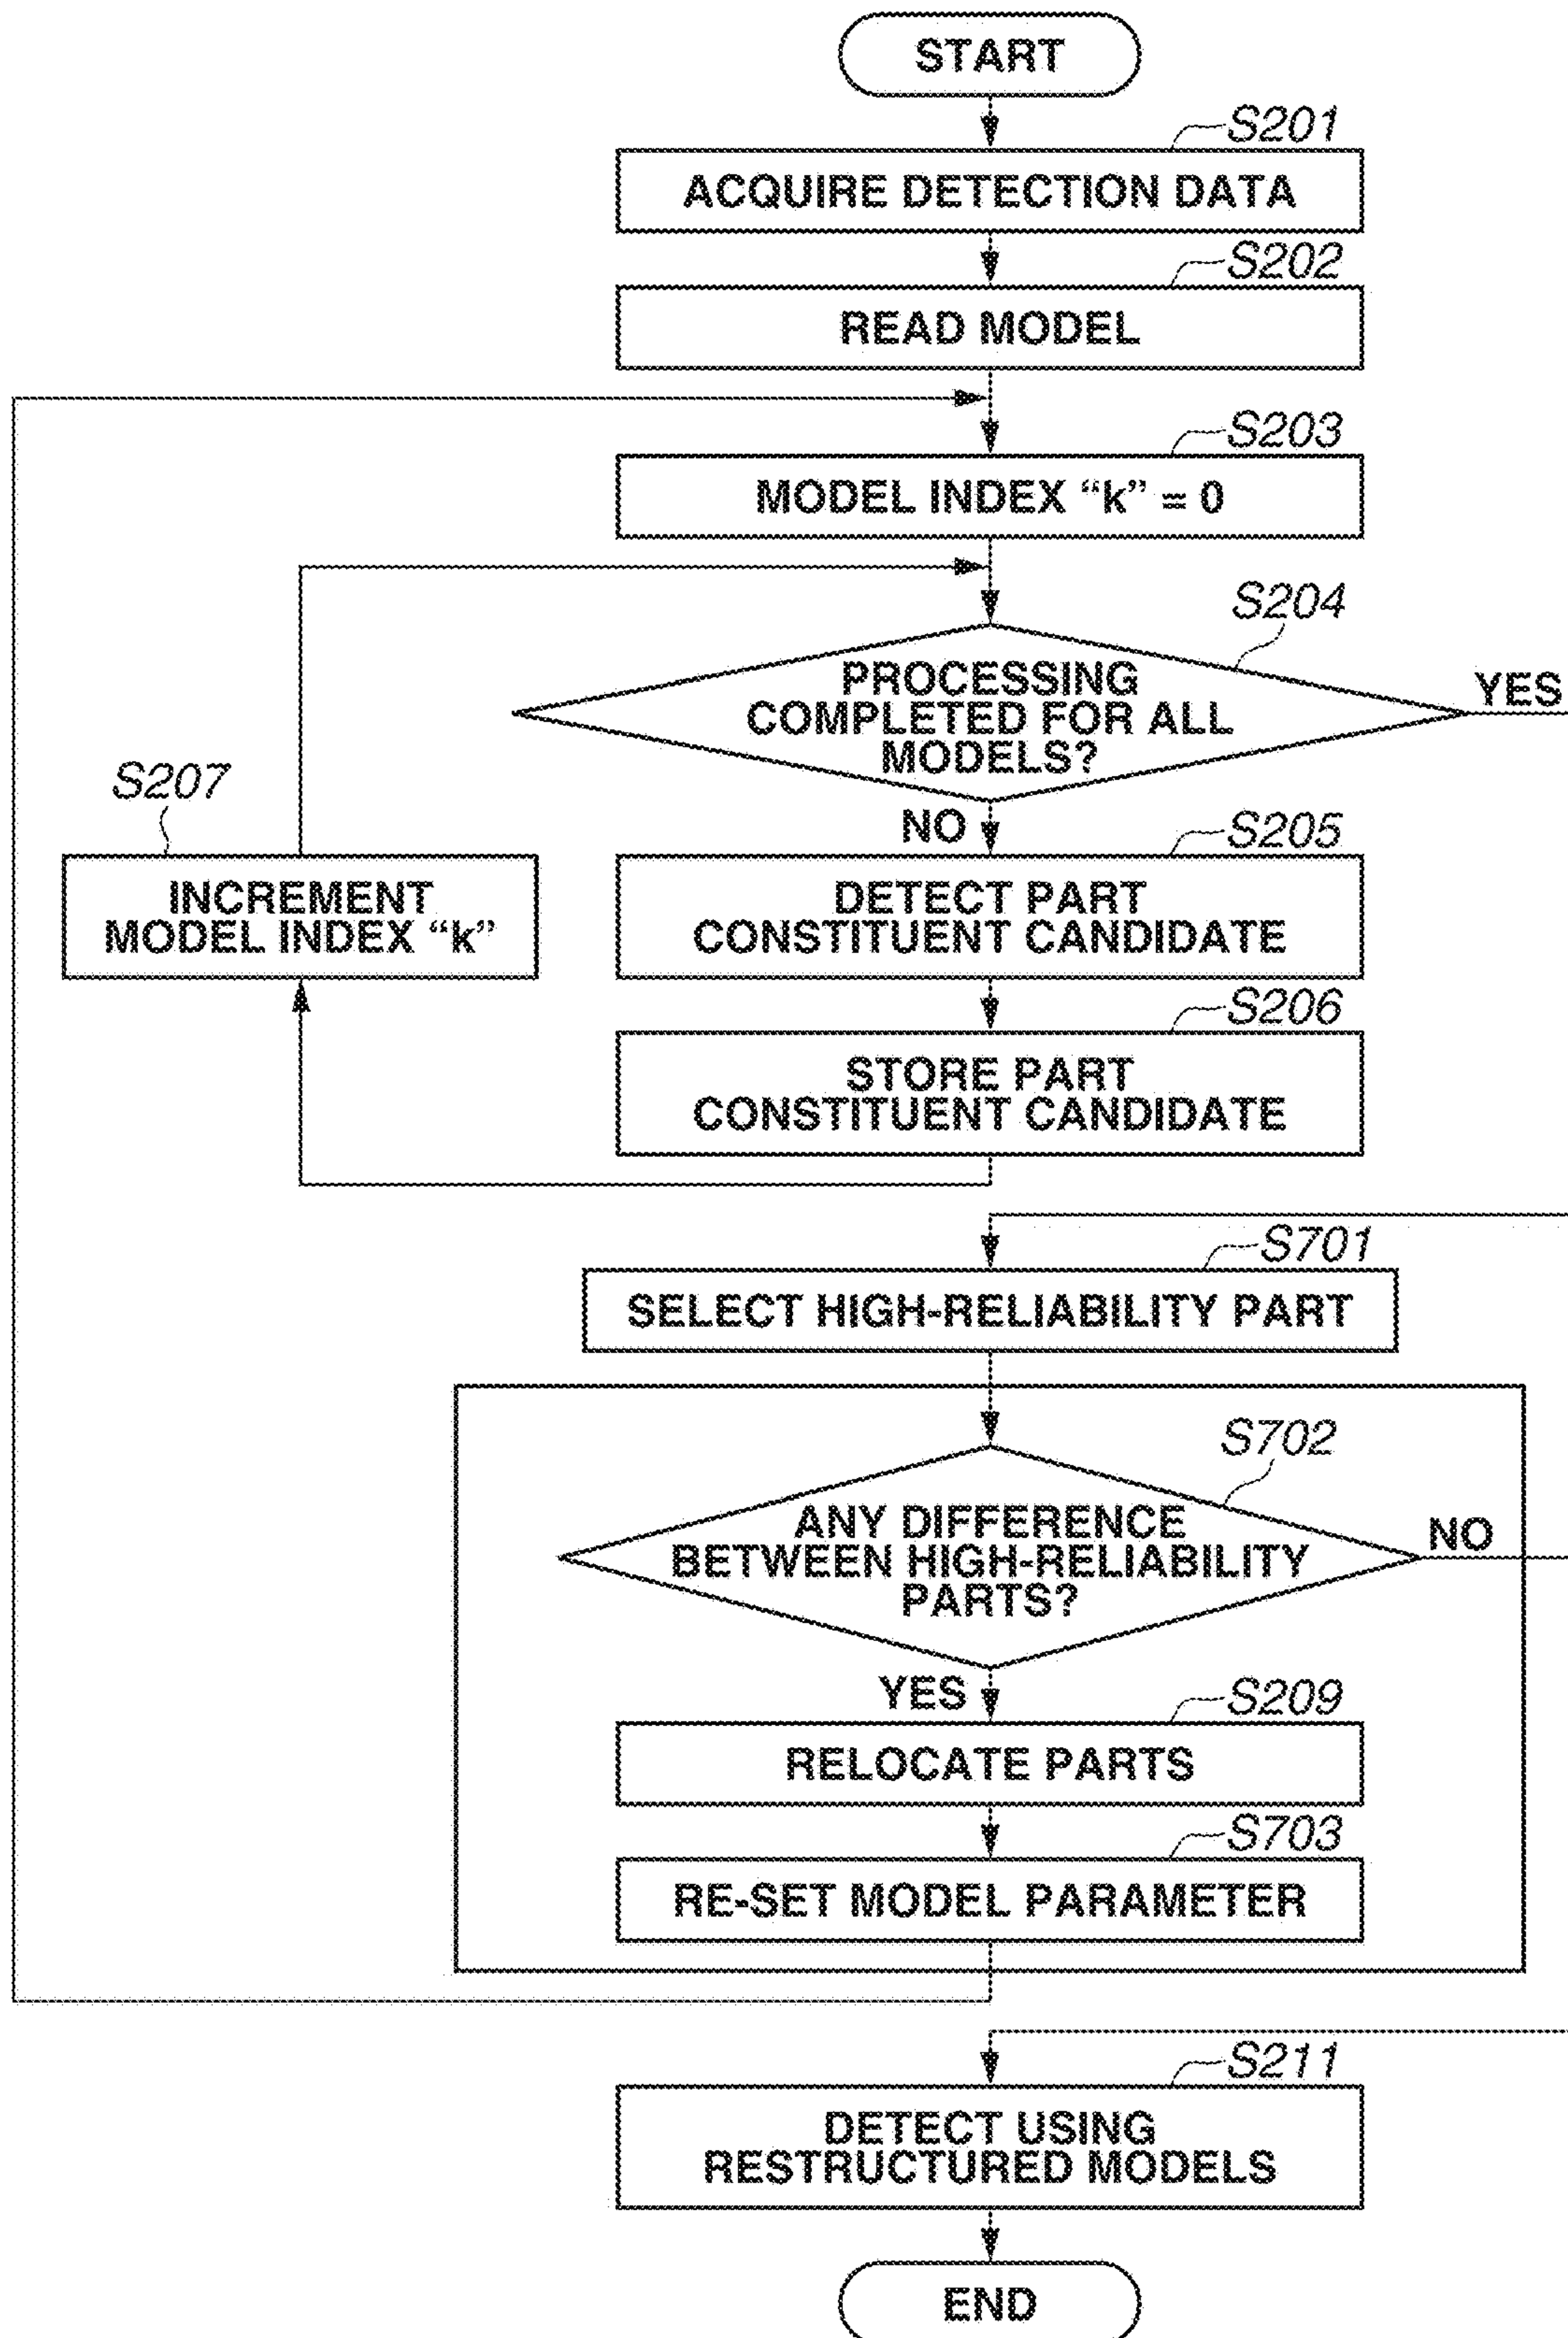 START
S201
ACQUIRE DETECTION DATA
S202
READ MODEL
S203
MODEL INDEX “k” = 0
S204
PROCESSING
COMPLETED FOR ALL
MODELS?
YES
NO
S207
INCREMENT
MODEL INDEX “k”
S205
DETECT PART
CONSTITUENT CANDIDATE
S206
STORE PART
CONSTITUENT CANDIDATE
S701
SELECT HIGH-RELIABILITY PART
S702
ANY DIFFERENCE
BETWEEN HIGH-RELIABILITY
PARTS?
NO
YES
S209
RELOCATE PARTS
S703
RE-SET MODEL PARAMETER
S211
DETECT USING
RESTRUCTURED MODELS
END